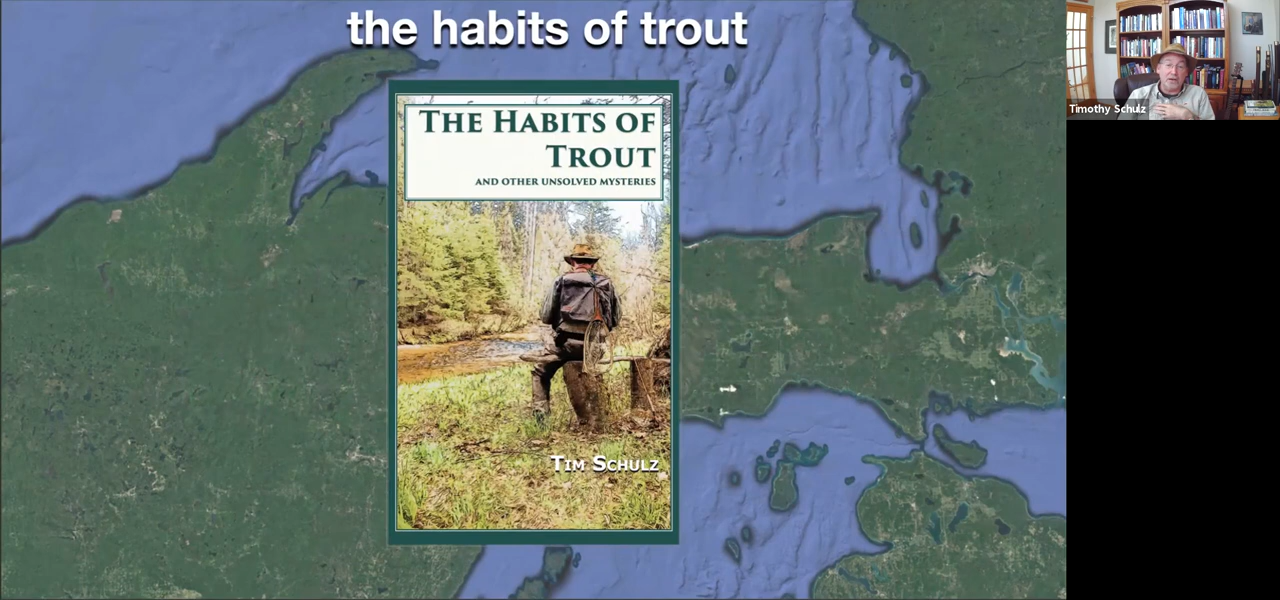 the habits of trout
THE HABITS OF
TROUT
AND OTHER UNSOLVED MYSTERIES
TIM SCHULZ
Timothy Schulz